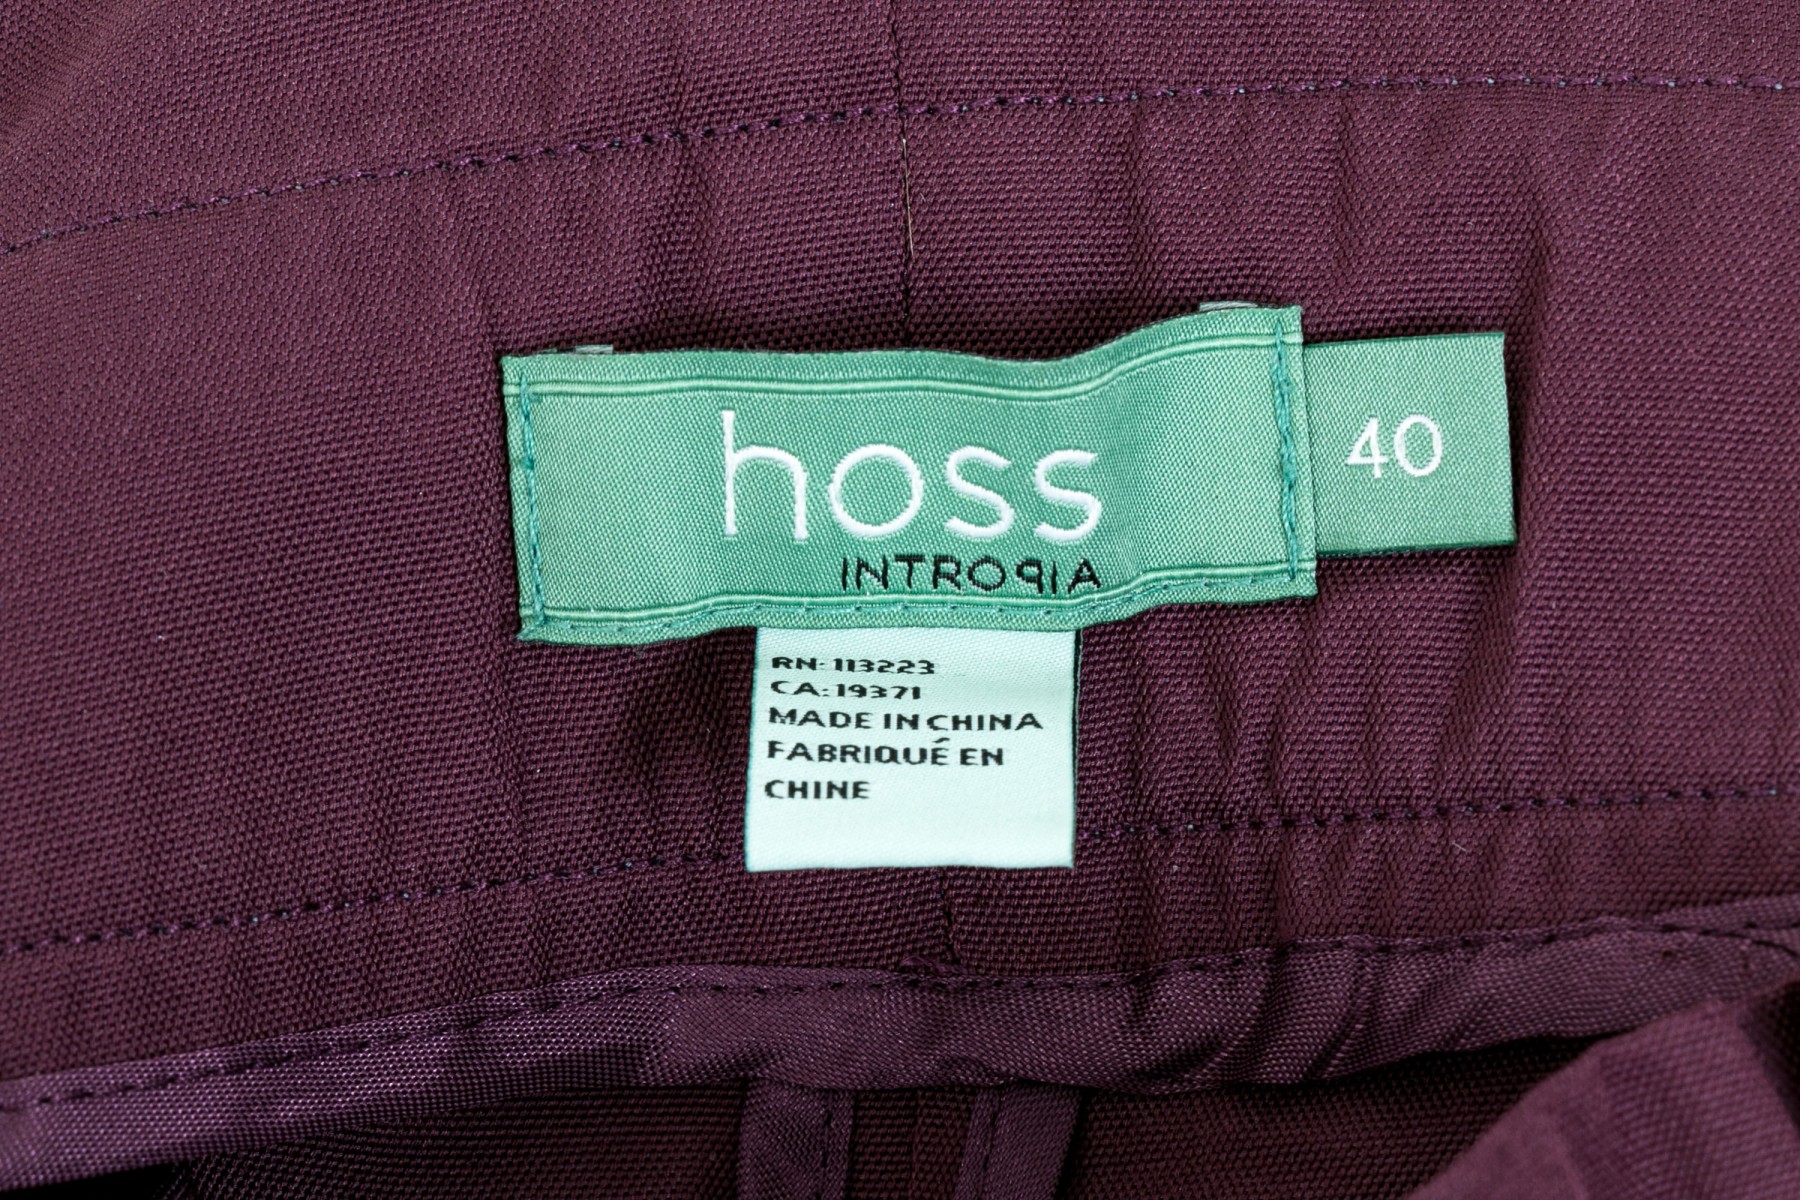 hoss
INTROPIA
40
RN: 113223
CA: 19371
MADE IN CHINA
FABRIQUÉ EN
CHINE